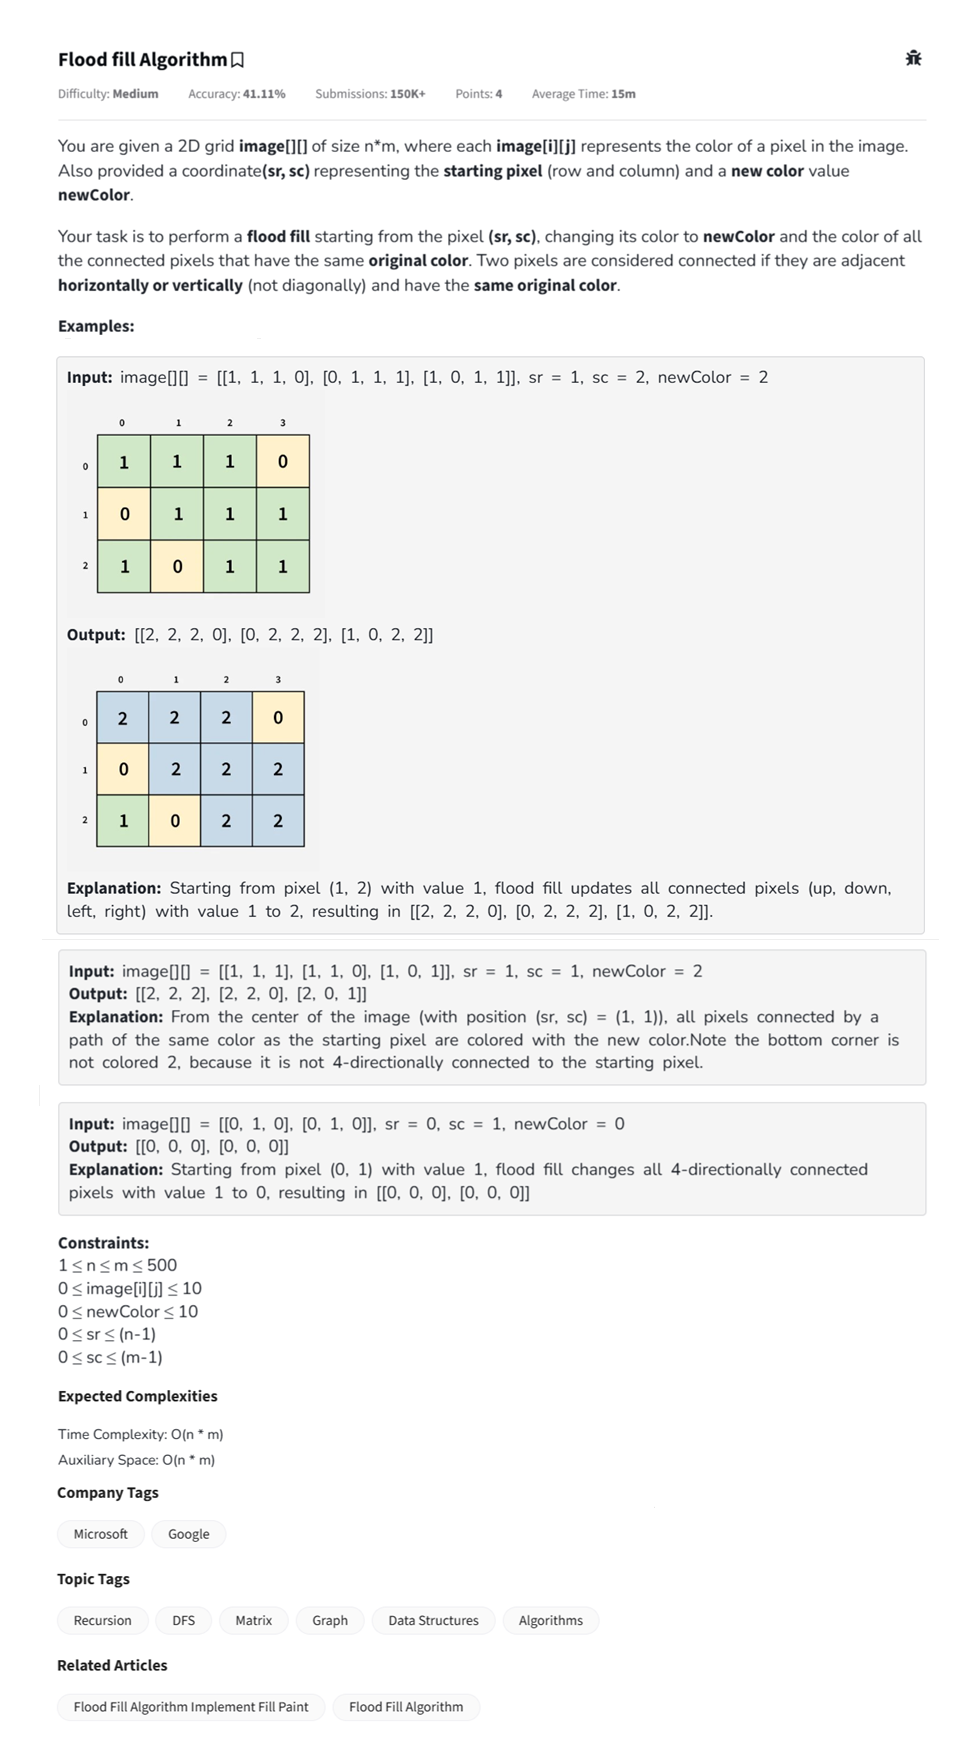 Flood fill Algorithm
Difficulty: Medium Accuracy: 41.11% Submissions: 150K+ Points: 4 Average Time: 15m
You are given a 2D grid image[][] of size n*m, where each image[i][j] represents the color of a pixel in the image.
Also provided a coordinate(sr, sc) representing the starting pixel (row and column) and a new color value
newColor.
Your task is to perform a flood fill starting from the pixel (sr, sc), changing its color to newColor and the color of all
the connected pixels that have the same original color. Two pixels are considered connected if they are adjacent
horizontally or vertically (not diagonally) and have the same original color.
Examples:
Input: image[][] = [[1, 1, 1, 0], [0, 1, 1, 1], [1, 0, 1, 1]], sr = 1, sc = 2, newColor = 2
0 1 2 3
0 1 1 1 0
1 0 1 1 1
2 1 0 1 1
Output: [[2, 2, 2, 0], [0, 2, 2, 2], [1, 0, 2, 2]]
0 1 2 3
0 2 2 2 0
1 0 2 2 2
2 1 0 2 2
Explanation: Starting from pixel (1, 2) with value 1, flood fill updates all connected pixels (up, down,
left, right) with value 1 to 2, resulting in [[2, 2, 2, 0], [0, 2, 2, 2], [1, 0, 2, 2]].
Input: image[][] = [[1, 1, 1], [1, 1, 0], [1, 0, 1]], sr = 1, sc = 1, newColor = 2
Output: [[2, 2, 2], [2, 2, 0], [2, 0, 1]]
Explanation: From the center of the image (with position (sr, sc) = (1, 1)), all pixels connected by a
path of the same color as the starting pixel are colored with the new color.Note the bottom corner is
not colored 2, because it is not 4-directionally connected to the starting pixel.
Input: image[][] = [[0, 1, 0], [0, 1, 0]], sr = 0, sc = 1, newColor = 0
Output: [[0, 0, 0], [0, 0, 0]]
Explanation: Starting from pixel (0, 1) with value 1, flood fill changes all 4-directionally connected
pixels with value 1 to 0, resulting in [[0, 0, 0], [0, 0, 0]]
Constraints:
1 ≤ n ≤ m ≤ 500
0 ≤ image[i][j] ≤ 10
0 ≤ newColor ≤ 10
0 ≤ sr ≤ (n-1)
0 ≤ sc ≤ (m-1)
Expected Complexities
Time Complexity: O(n * m)
Auxiliary Space: O(n * m)
Company Tags
Microsoft Google
Topic Tags
Recursion DFS Matrix Graph Data Structures Algorithms
Related Articles
Flood Fill Algorithm Implement Fill Paint Flood Fill Algorithm